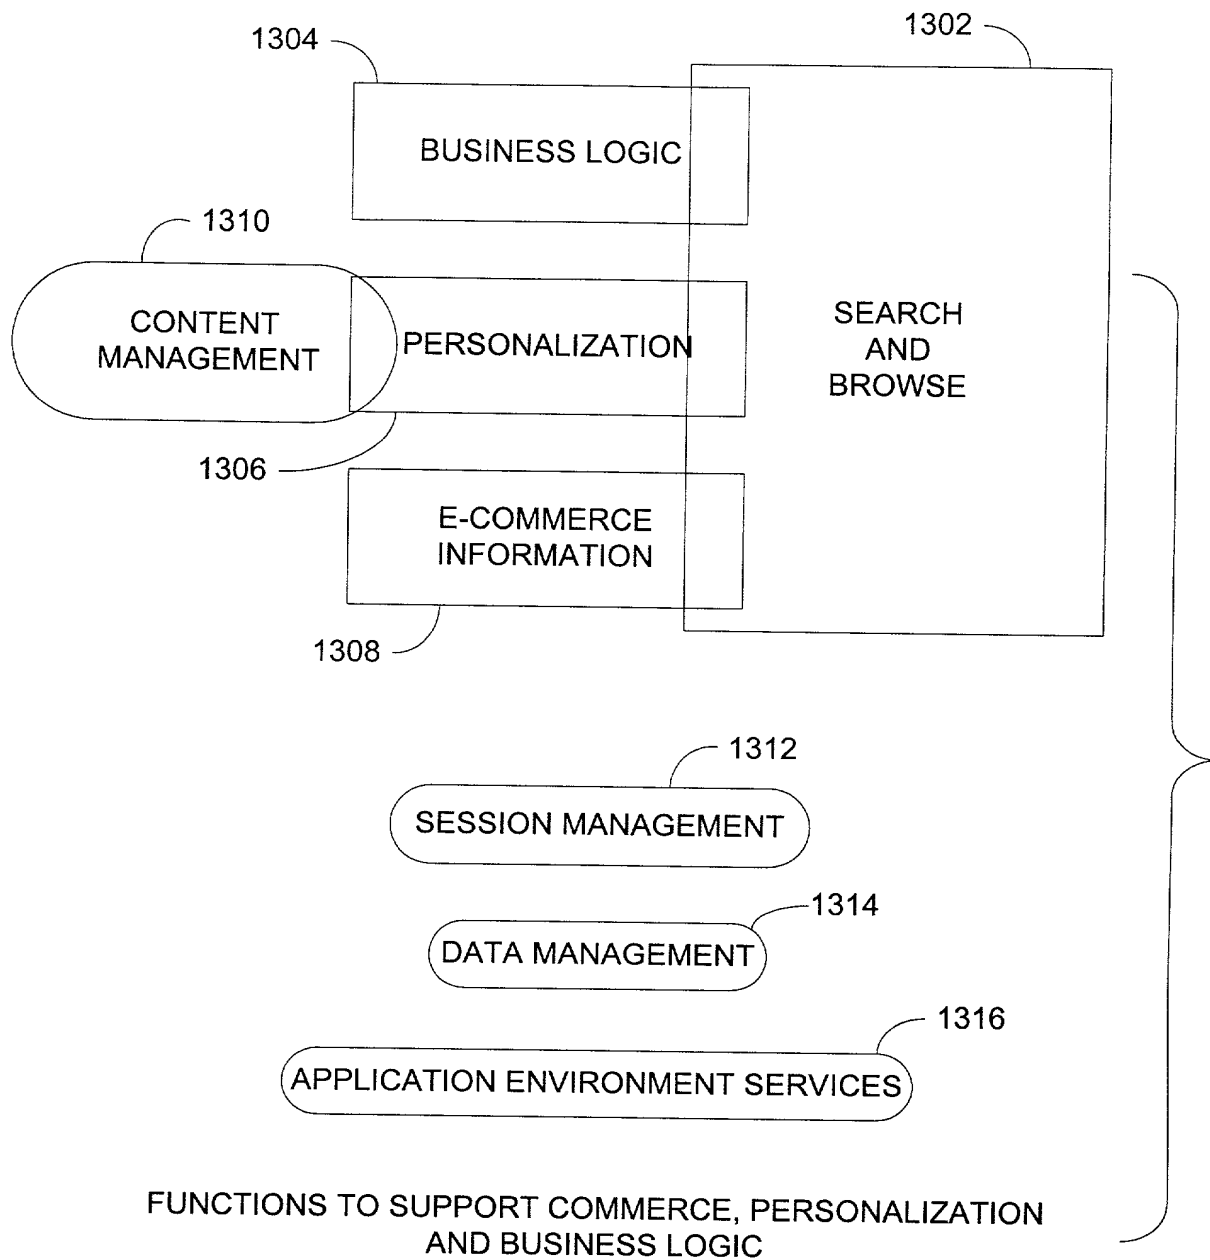 1304
1302
BUSINESS LOGIC
1310
CONTENT
MANAGEMENT
PERSONALIZATION
SEARCH
AND
BROWSE
1306
E-COMMERCE
INFORMATION
1308
1312
SESSION MANAGEMENT
1314
DATA MANAGEMENT
1316
APPLICATION ENVIRONMENT SERVICES
FUNCTIONS TO SUPPORT COMMERCE, PERSONALIZATION
AND BUSINESS LOGIC